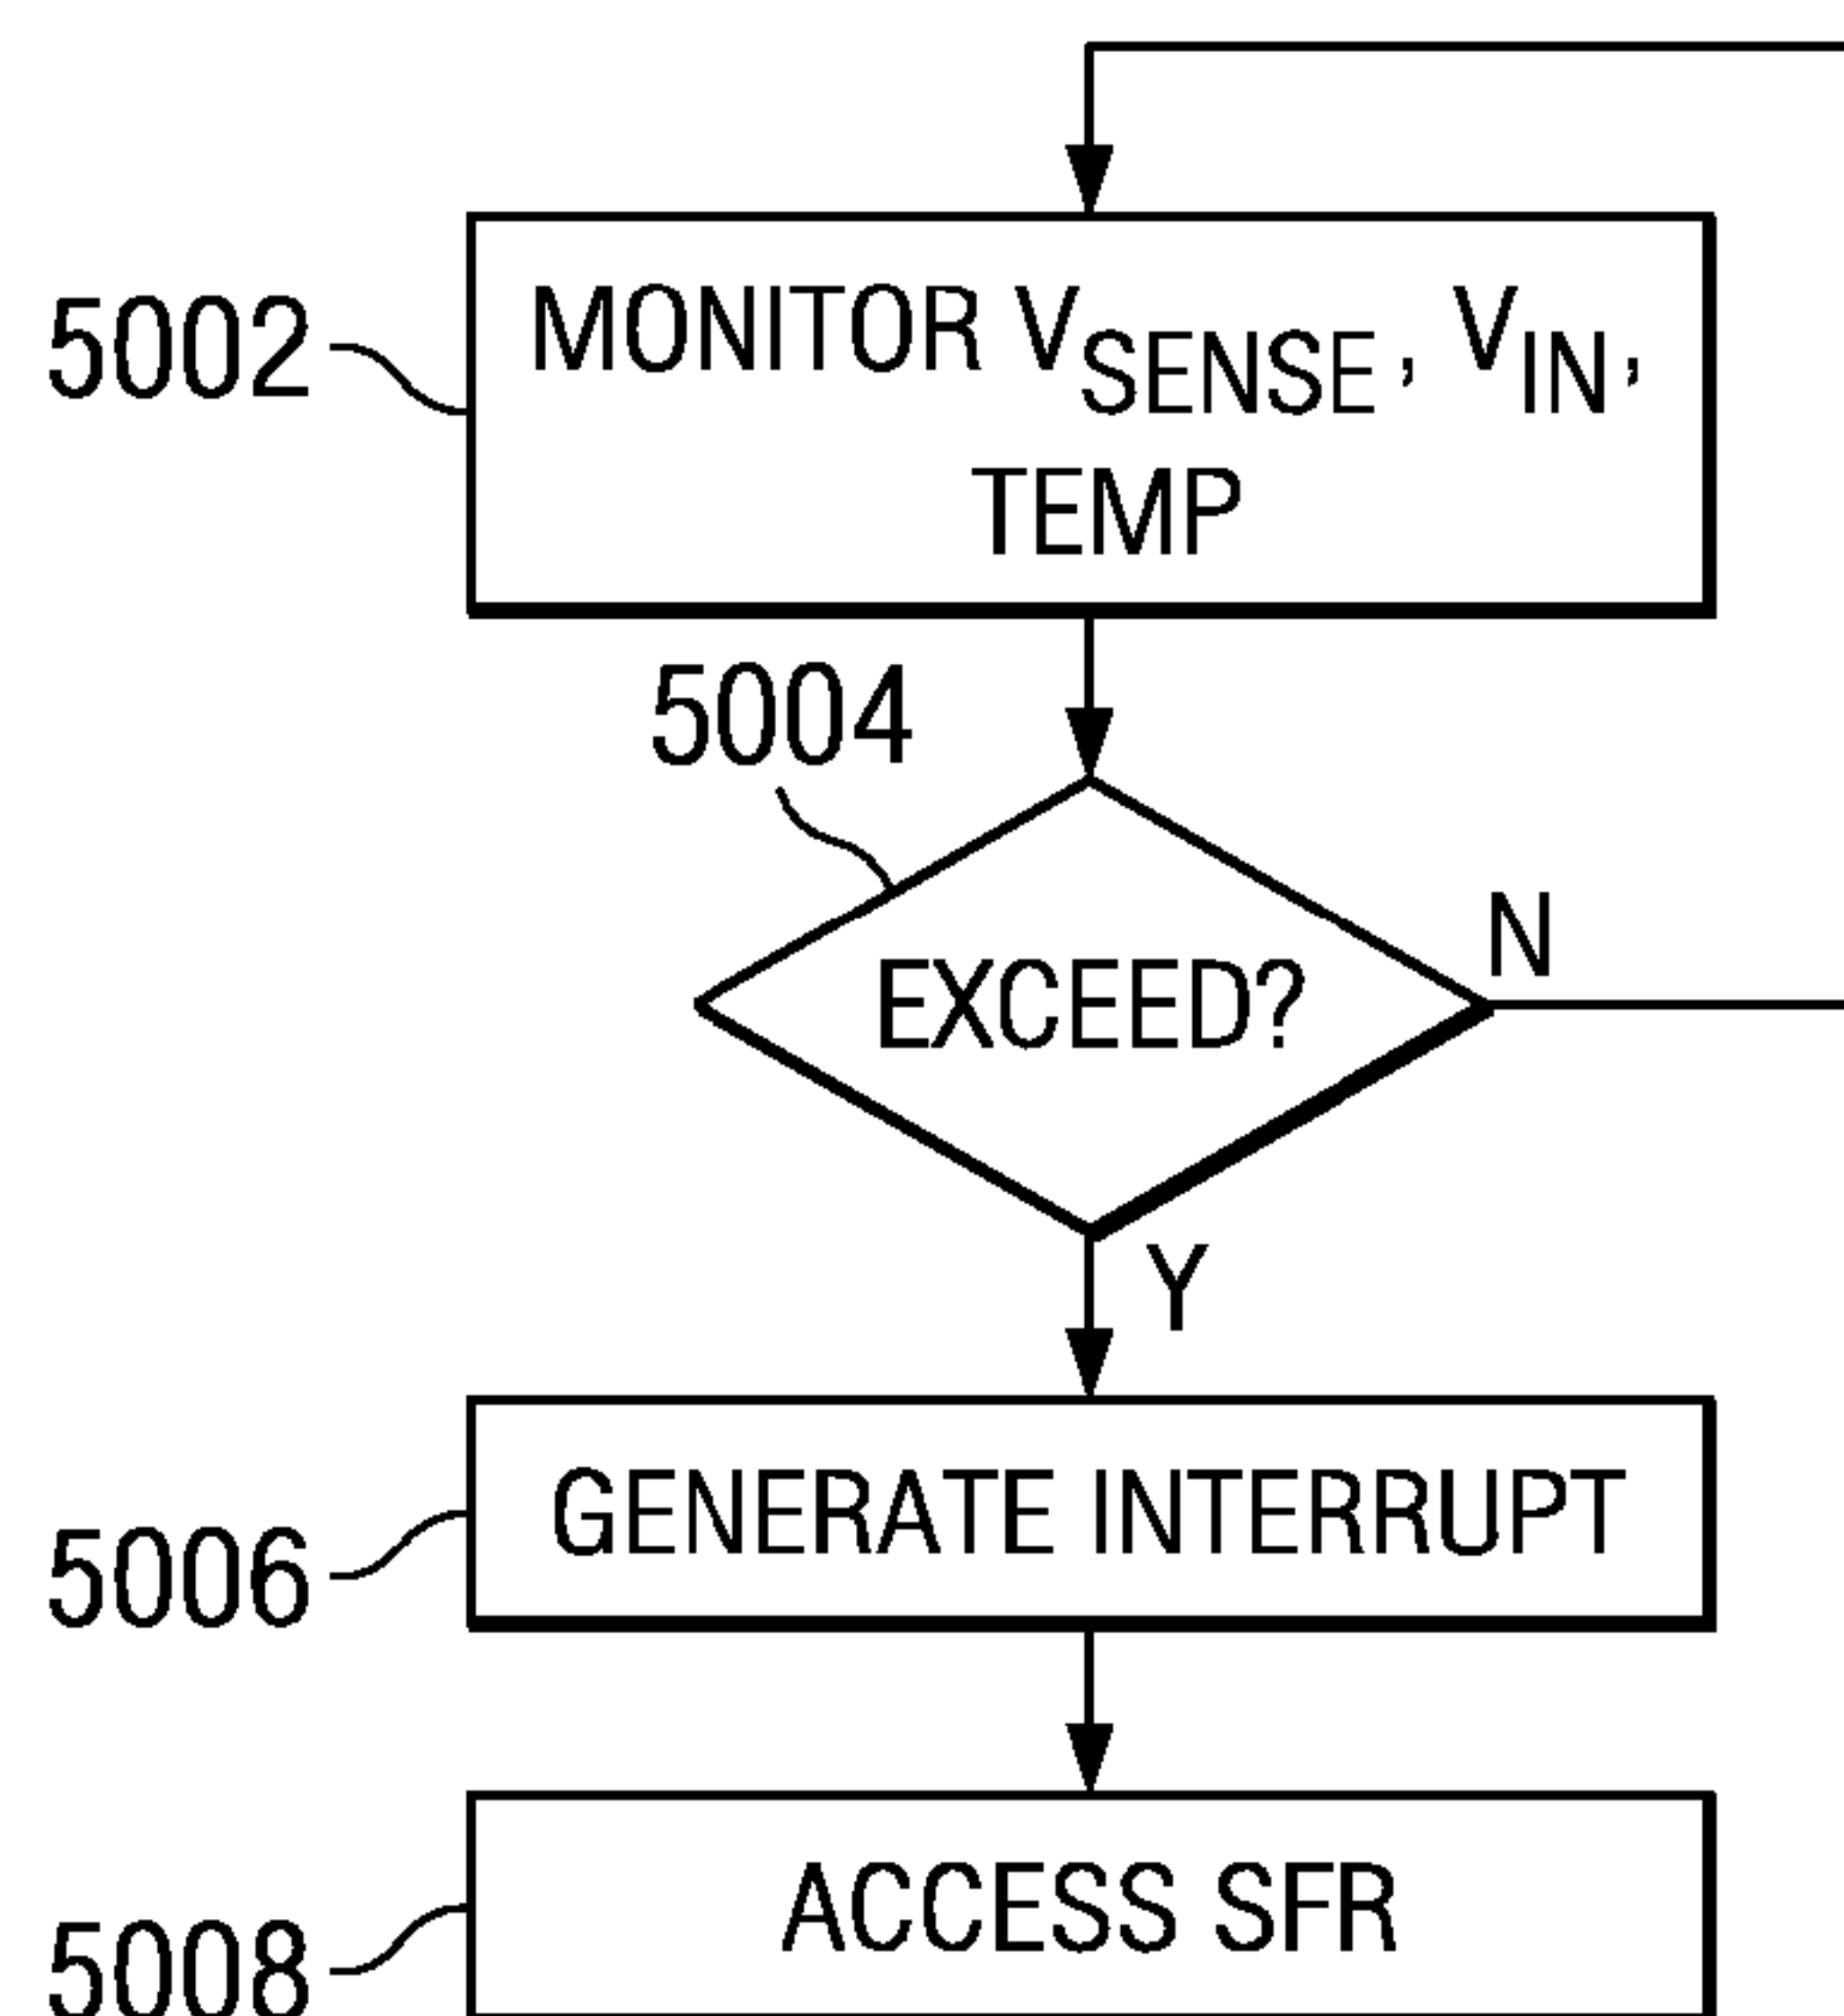 5002
MONITOR VSENSE, VIN,
TEMP
5004
EXCEED?
N
Y
5006
GENERATE INTERRUPT
5008
ACCESS SFR